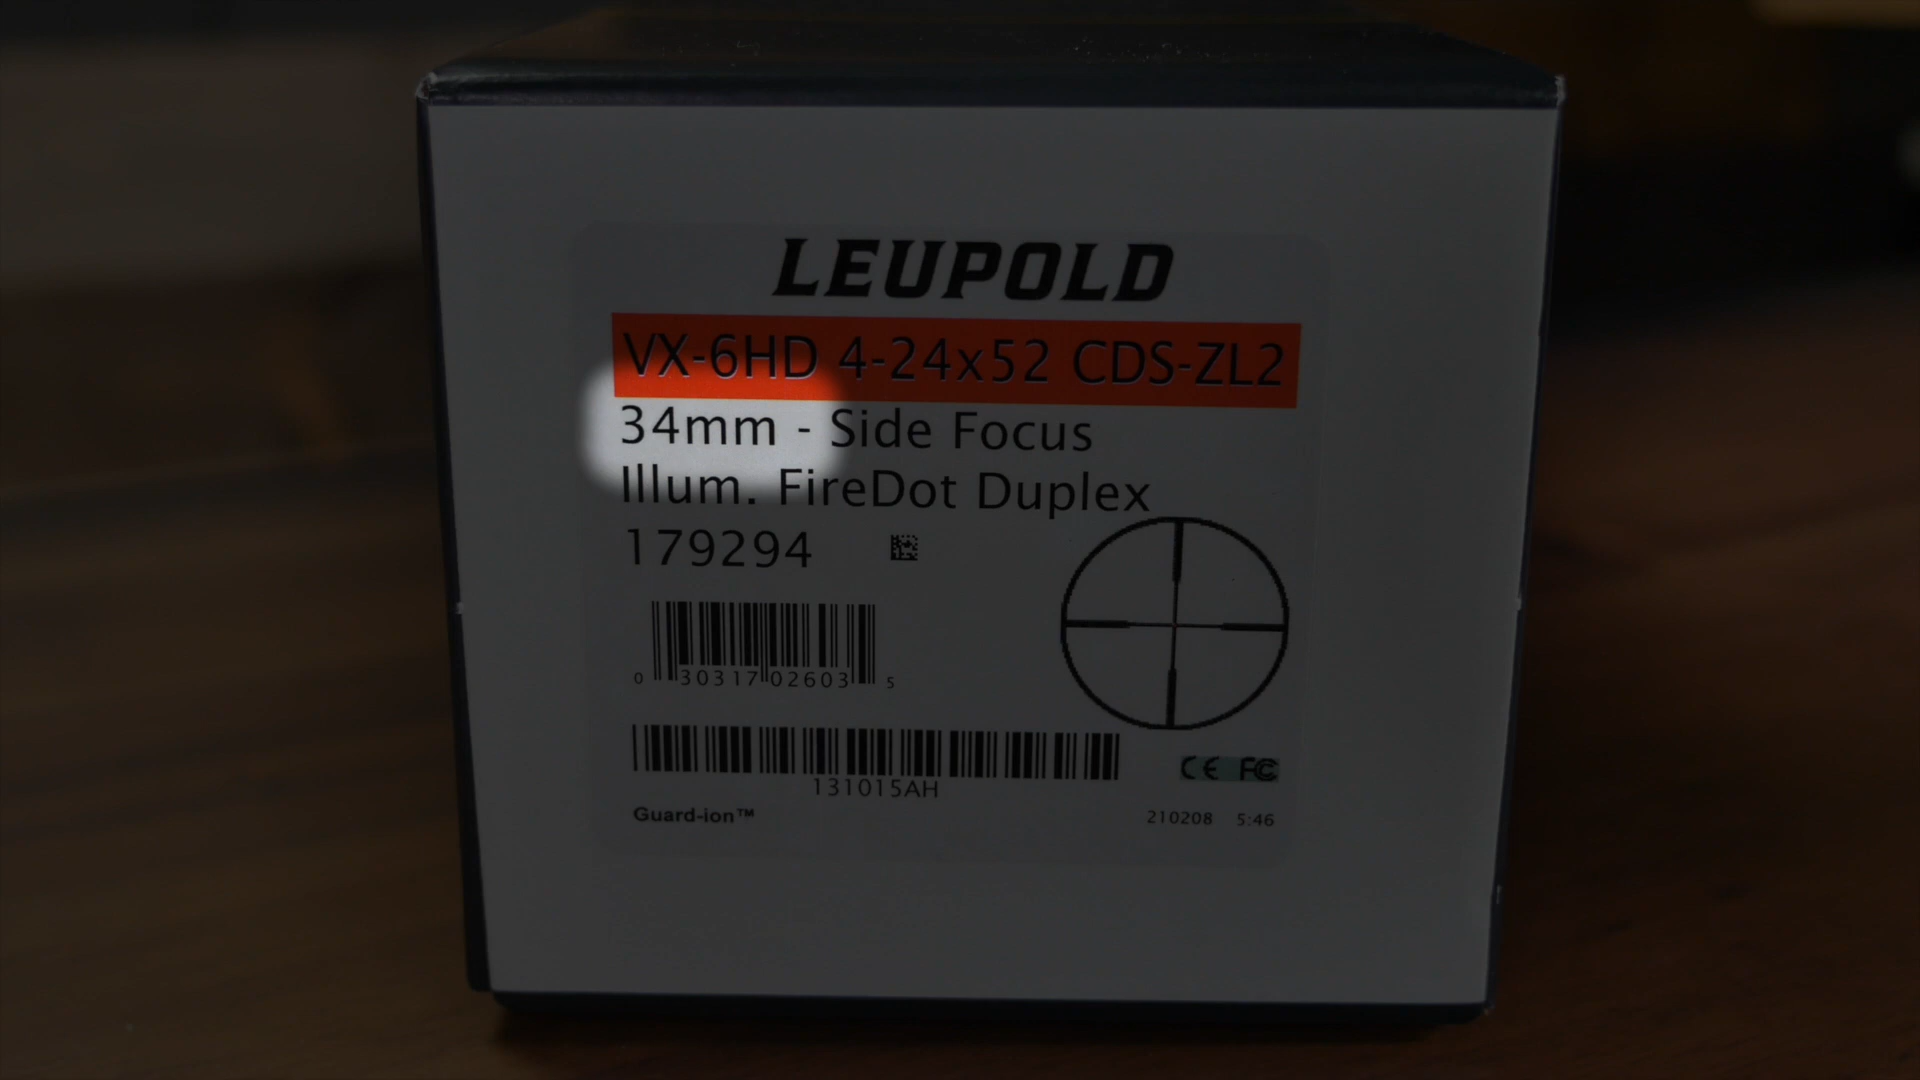 LEUPOLD
VX-6HD 4-24x52 CDS-ZL2
34mm - Side Focus
Illum. FireDot Duplex
179294
0 30317 02603 5
131015AH
CE FC
Guard-ion™
210208 5:46